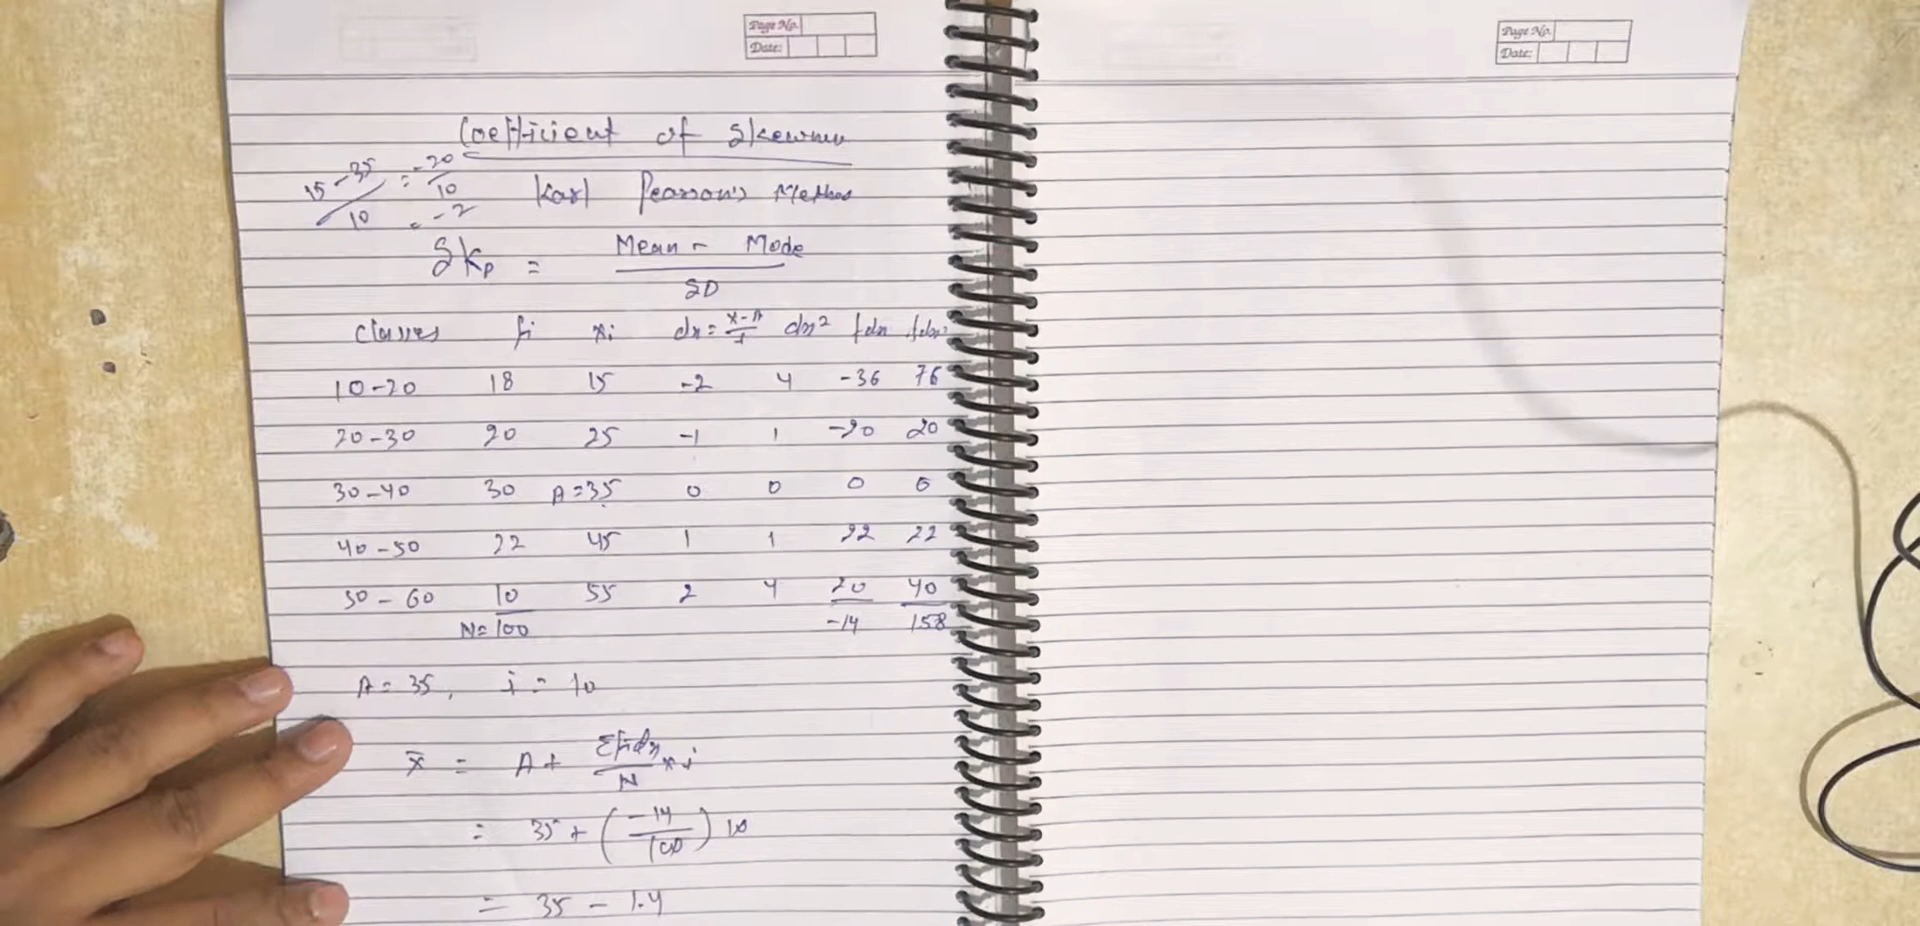 Page No.
Date:
Page No.
Date:
Coefficient of Skewness
15-35/10 = -20/10
= -2
Karl Pearson's Method
SKp = Mean - Mode / SD
Classes fi xi dx = x-A/i dx² fdx fdx²
10-20 18 15 -2 4 -36 76
20-30 20 25 -1 1 -20 20
30-40 30 A=35 0 0 0 0
40-50 22 45 1 1 22 22
50-60 10 55 2 4 20 40
N=100 -14 158
A = 35, i = 10
x̄ = A + Σfidx/N × i
= 35 + (-14/100) 10
= 35 - 1.4